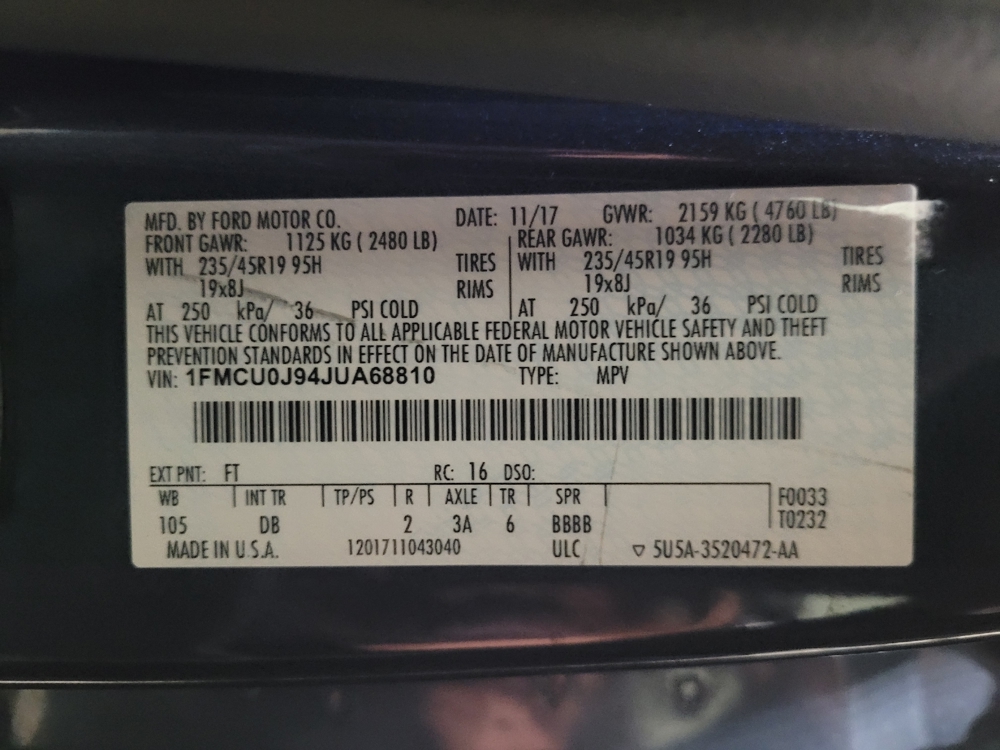 MFD. BY FORD MOTOR CO. DATE: 11/17 GVWR: 2159 KG ( 4760 LB)
FRONT GAWR: 1125 KG ( 2480 LB) REAR GAWR: 1034 KG ( 2280 LB)
WITH 235/45R19 95H TIRES WITH 235/45R19 95H TIRES
19x8J RIMS 19x8J RIMS
AT 250 kPa/ 36 PSI COLD AT 250 kPa/ 36 PSI COLD
THIS VEHICLE CONFORMS TO ALL APPLICABLE FEDERAL MOTOR VEHICLE SAFETY AND THEFT
PREVENTION STANDARDS IN EFFECT ON THE DATE OF MANUFACTURE SHOWN ABOVE.
VIN: 1FMCU0J94JUA68810 TYPE: MPV
EXT PNT: FT RC: 16 DSO:
WB INT TR TP/PS R AXLE TR SPR F0033
105 DB 2 3A 6 BBBB T0232
MADE IN U.S.A. 1201711043040 ULC ▽ 5U5A-3520472-AA